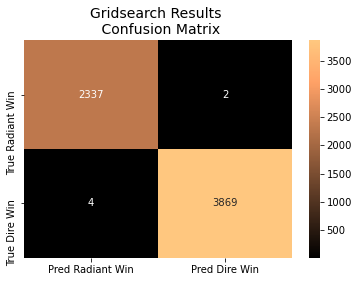 Gridsearch Results
Confusion Matrix
True Radiant Win
2337
2
True Dire Win
4
3869
Pred Radiant Win
Pred Dire Win
3500
3000
2500
2000
1500
1000
500